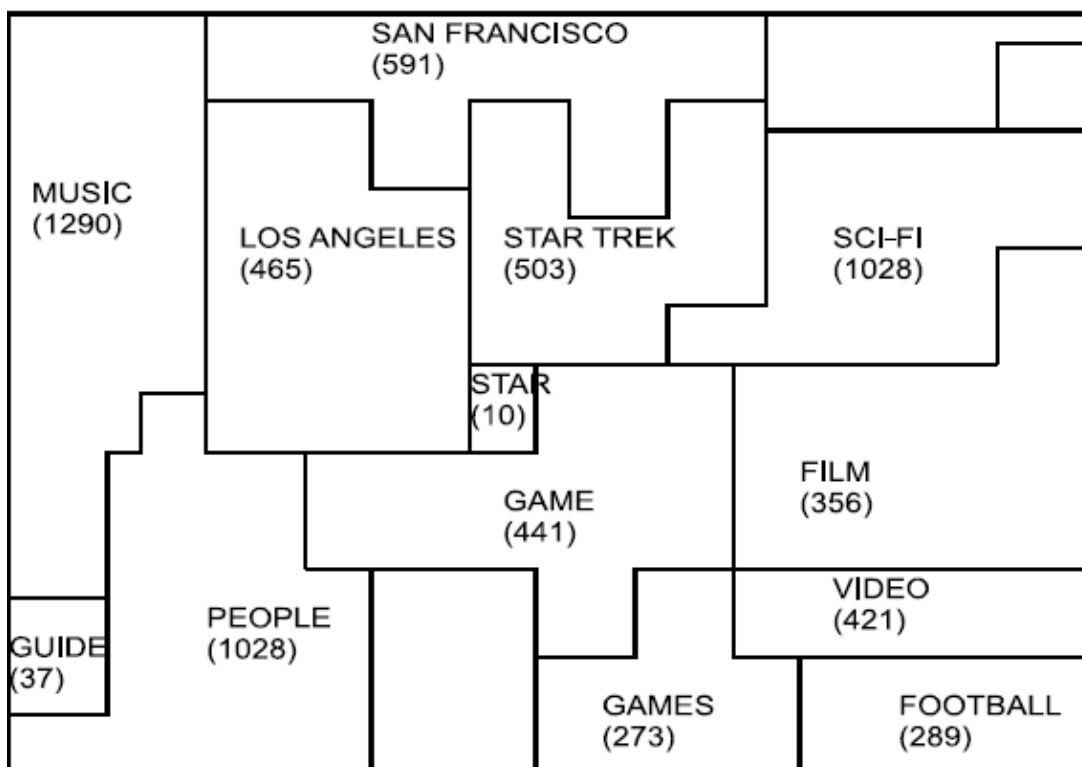 SAN FRANCISCO
(591)
MUSIC
(1290)
LOS ANGELES
(465)
STAR TREK
(503)
SCI-FI
(1028)
STAR
(10)
FILM
(356)
GAME
(441)
VIDEO
(421)
PEOPLE
(1028)
GUIDE
(37)
GAMES
(273)
FOOTBALL
(289)